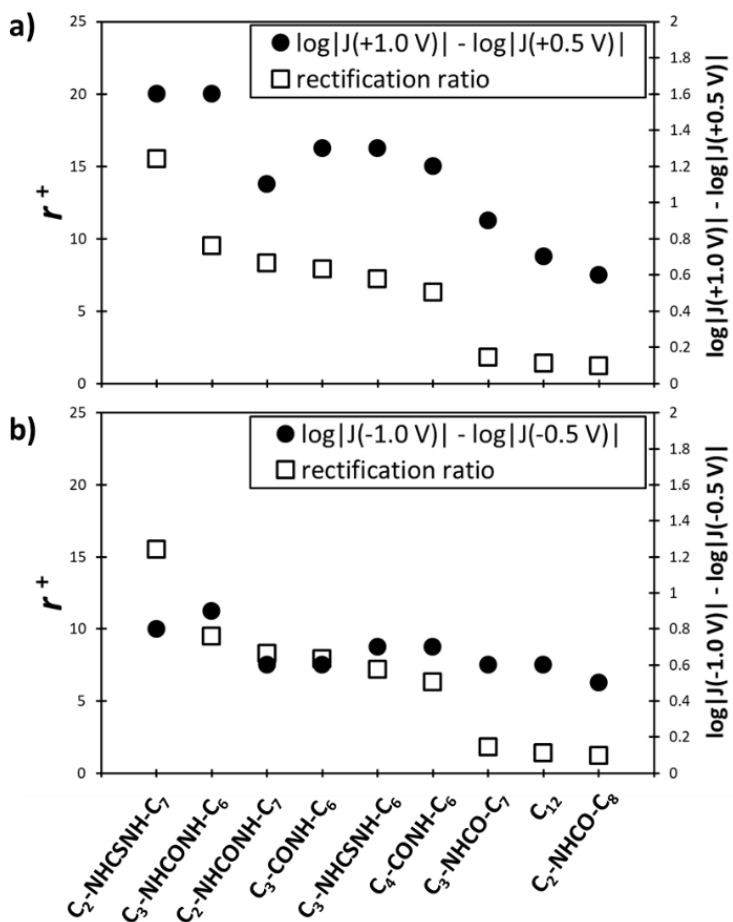 a)
● log|J(+1.0 V)| - log|J(+0.5 V)|
□ rectification ratio
25
20
15
10
5
0
r⁺
2
1.8
1.6
1.4
1.2
1
0.8
0.6
0.4
0.2
0
log|J(+1.0 V)| - log|J(+0.5 V)|
b)
● log|J(-1.0 V)| - log|J(-0.5 V)|
□ rectification ratio
25
20
15
10
5
0
r⁺
2
1.8
1.6
1.4
1.2
1
0.8
0.6
0.4
0.2
0
log|J(-1.0 V)| - log|J(-0.5 V)|
C₂-NHCSNH-C₇
C₃-NHCONH-C₆
C₂-NHCONH-C₇
C₃-CONH-C₆
C₃-NHCSNH-C₆
C₄-CONH-C₆
C₃-NHCO-C₇
C₁₂
C₂-NHCO-C₈